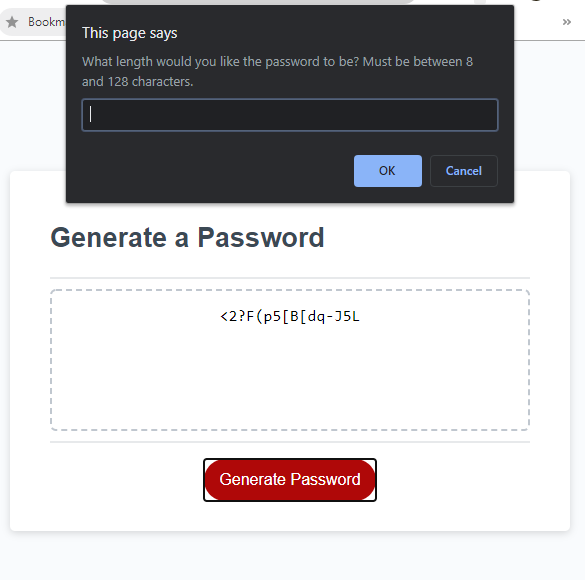 Bookm
»
This page says
What length would you like the password to be? Must be between 8
and 128 characters.
OK
Cancel
Generate a Password
<2?F(p5[B[dq-J5L
Generate Password